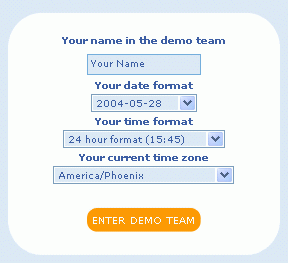 Your name in the demo team
Your Name
Your date format
2004-05-28
Your time format
24 hour format (15:45)
Your current time zone
America/Phoenix
ENTER DEMO TEAM